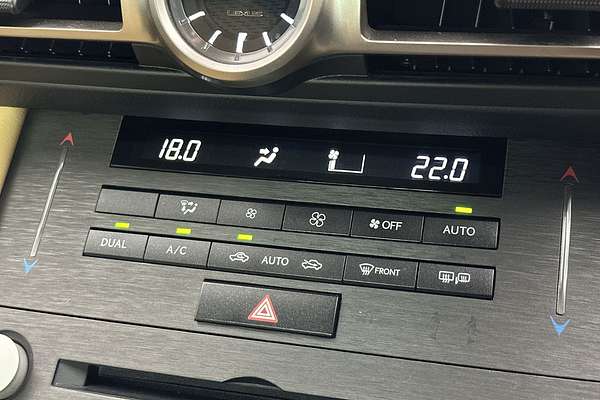 LEXUS
18.0 22.0
OFF AUTO
DUAL A/C AUTO FRONT